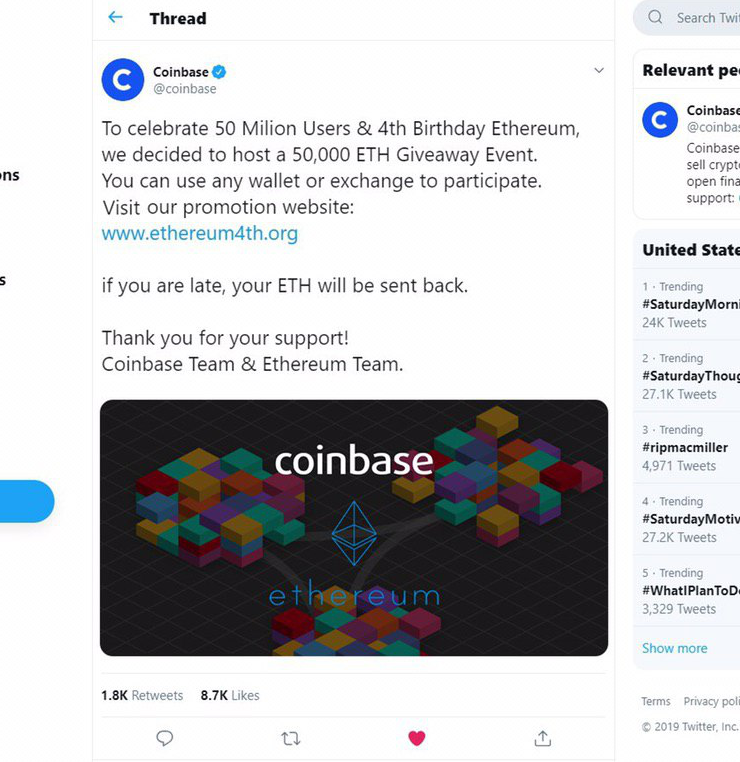 Thread
Search Twit
Coinbase
@coinbase
To celebrate 50 Milion Users & 4th Birthday Ethereum,
we decided to host a 50,000 ETH Giveaway Event.
You can use any wallet or exchange to participate.
Visit our promotion website:
www.ethereum4th.org
if you are late, your ETH will be sent back.
Thank you for your support!
Coinbase Team & Ethereum Team.
coinbase
ethereum
1.8K Retweets 8.7K Likes
ons
s
Relevant pe
Coinbase
@coinbas
Coinbase
sell crypt
open fina
support:
United State
1 · Trending
#SaturdayMorni
24K Tweets
2 · Trending
#SaturdayThoug
27.1K Tweets
3 · Trending
#ripmacmiller
4,971 Tweets
4 · Trending
#SaturdayMotiv
27.2K Tweets
5 · Trending
#WhatIPlanToDo
3,329 Tweets
Show more
Terms Privacy poli
© 2019 Twitter, Inc.